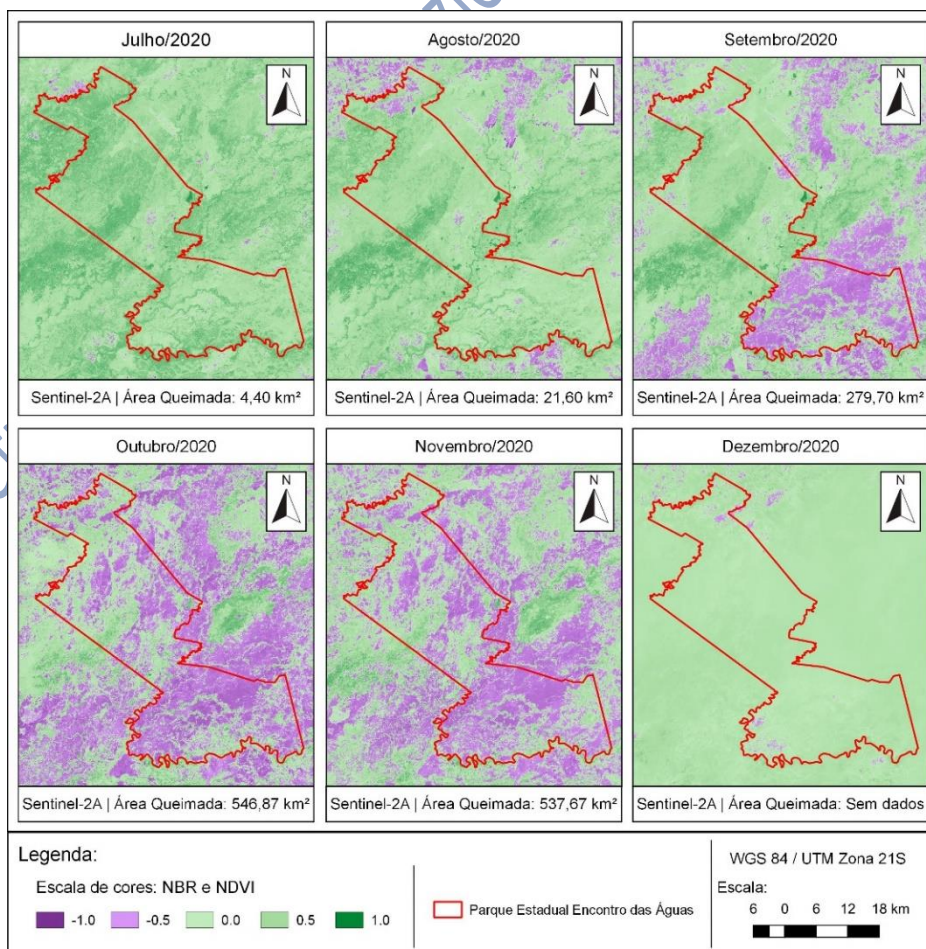 Julho/2020
Agosto/2020
Setembro/2020
N
N
N
Sentinel-2A | Área Queimada: 4,40 km²
Sentinel-2A | Área Queimada: 21,60 km²
Sentinel-2A | Área Queimada: 279,70 km²
Outubro/2020
Novembro/2020
Dezembro/2020
N
N
N
Sentinel-2A | Área Queimada: 546,87 km²
Sentinel-2A | Área Queimada: 537,67 km²
Sentinel-2A | Área Queimada: Sem dados
Legenda:
Escala de cores: NBR e NDVI
-1.0 -0.5 0.0 0.5 1.0
Parque Estadual Encontro das Águas
WGS 84 / UTM Zona 21S
Escala:
6 0 6 12 18 km